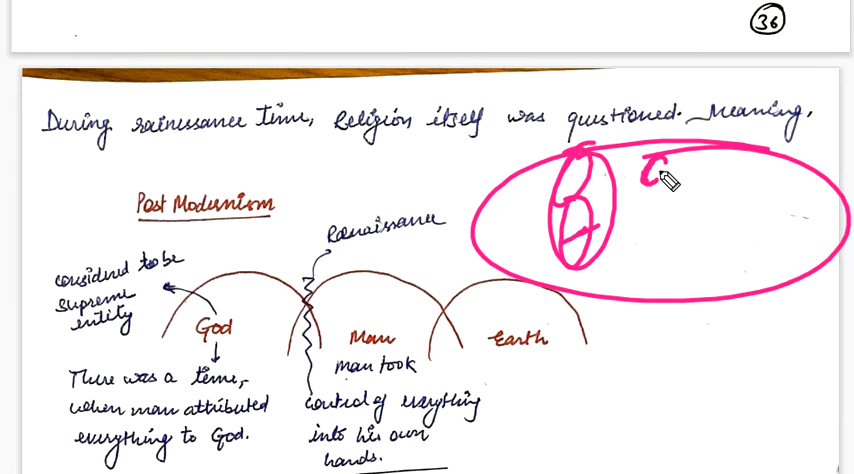 36
During rainessance time, Religion itself was questioned. Meaning,
Post Modernism
Renaissance
considered to be
supreme
entity
God
Man
Earth
man took
There was a time,
when man attributed
everything to God.
control of everything
into his own
hands.